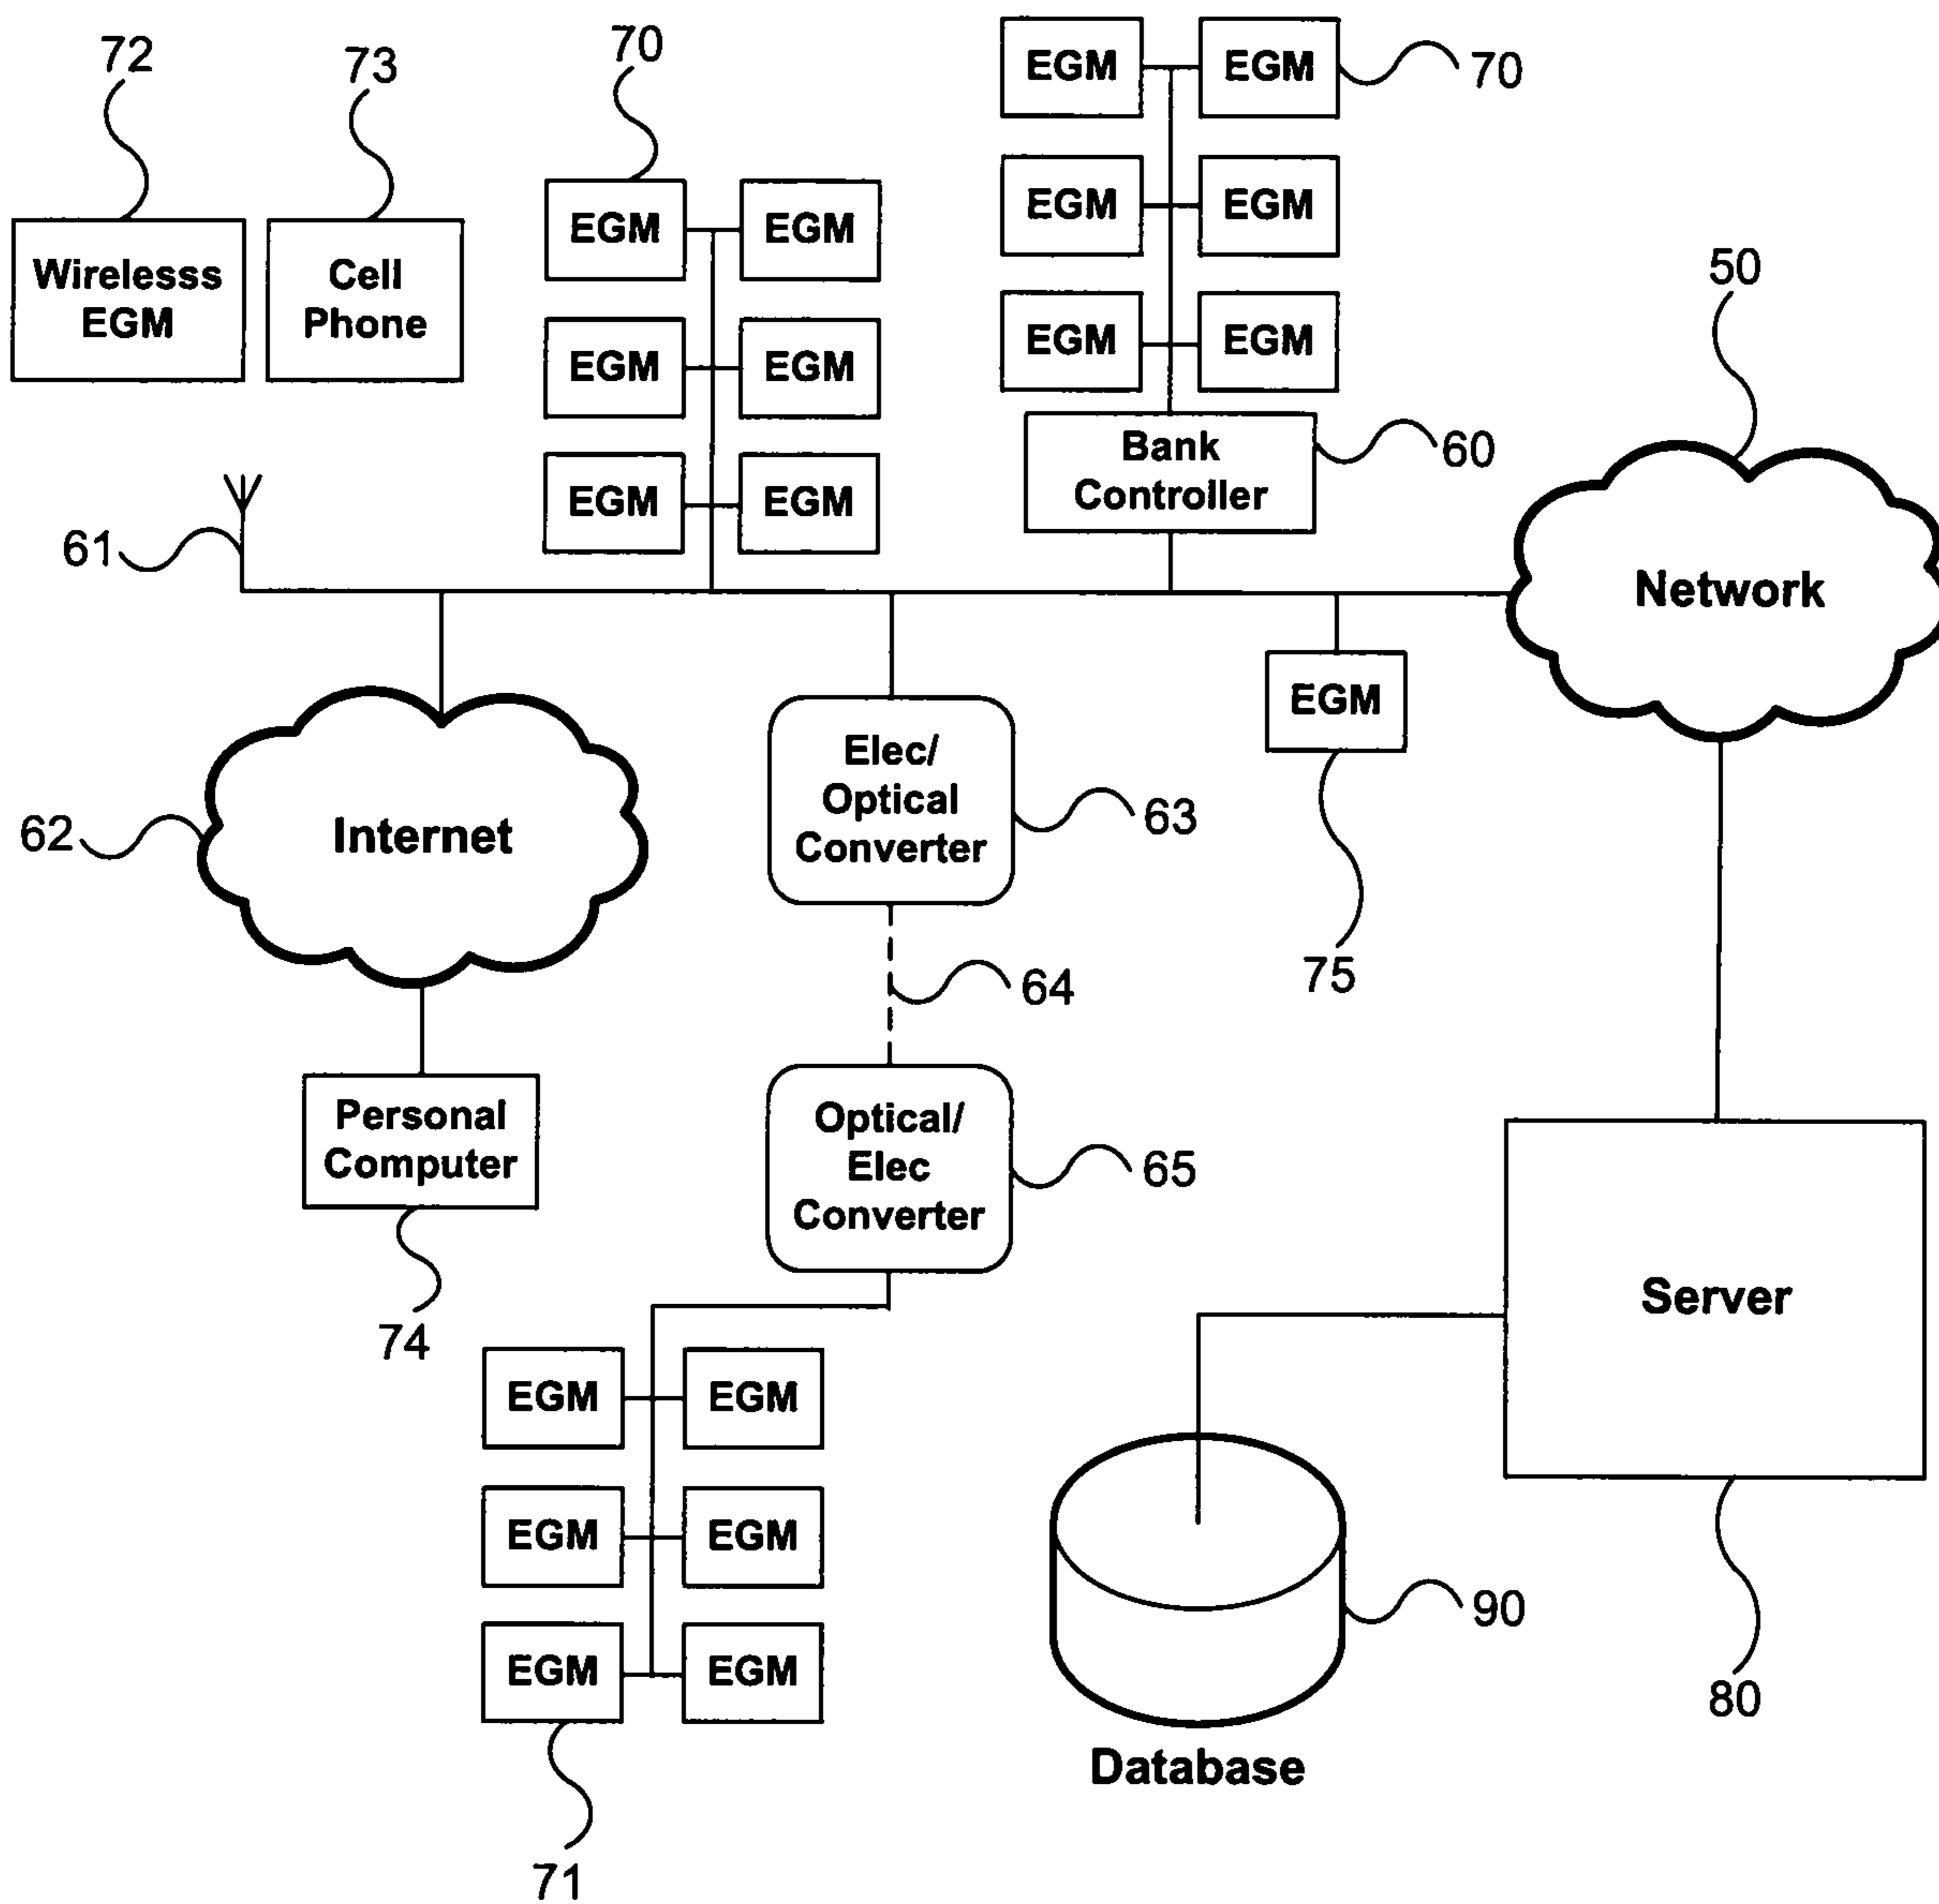 72
73
70
EGM
EGM
70
Wirelesss
EGM
Cell
Phone
EGM
EGM
EGM
EGM
EGM
EGM
EGM
EGM
EGM
EGM
50
Bank
Controller
60
61
Network
EGM
75
62
Internet
Elec/
Optical
Converter
63
64
Personal
Computer
74
Optical/
Elec
Converter
65
Server
80
EGM
EGM
EGM
EGM
EGM
EGM
71
90
Database